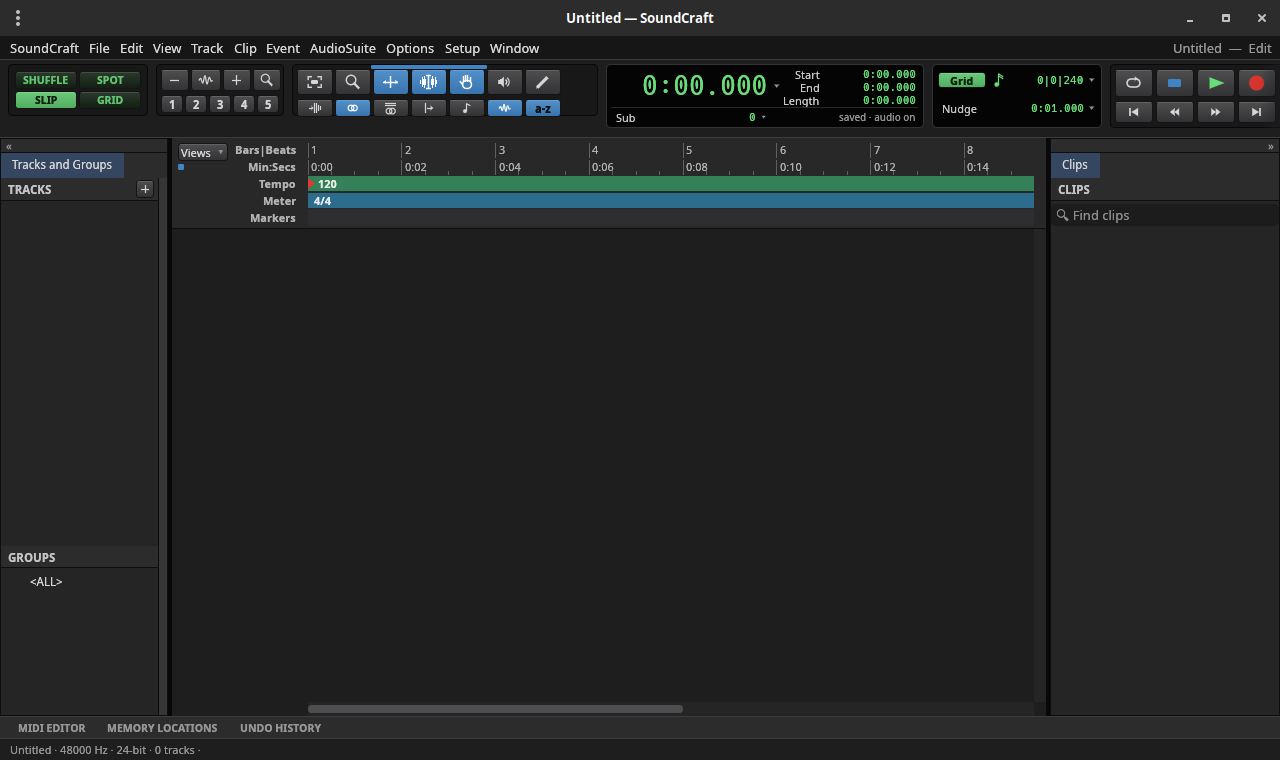 Untitled — SoundCraft
SoundCraft File Edit View Track Clip Event AudioSuite Options Setup Window
Untitled — Edit
SHUFFLE SPOT
SLIP GRID
1 2 3 4 5
a-z
0:00.000
Start 0:00.000
End 0:00.000
Length 0:00.000
Sub 0 saved · audio on
Grid 0|0|240
Nudge 0:01.000
«
Tracks and Groups
TRACKS +
GROUPS
<ALL>
Views
Bars|Beats 1 2 3 4 5 6 7 8
Min:Secs 0:00 0:02 0:04 0:06 0:08 0:10 0:12 0:14
Tempo 120
Meter 4/4
Markers
»
Clips
CLIPS
Find clips
MIDI EDITOR MEMORY LOCATIONS UNDO HISTORY
Untitled · 48000 Hz · 24-bit · 0 tracks ·